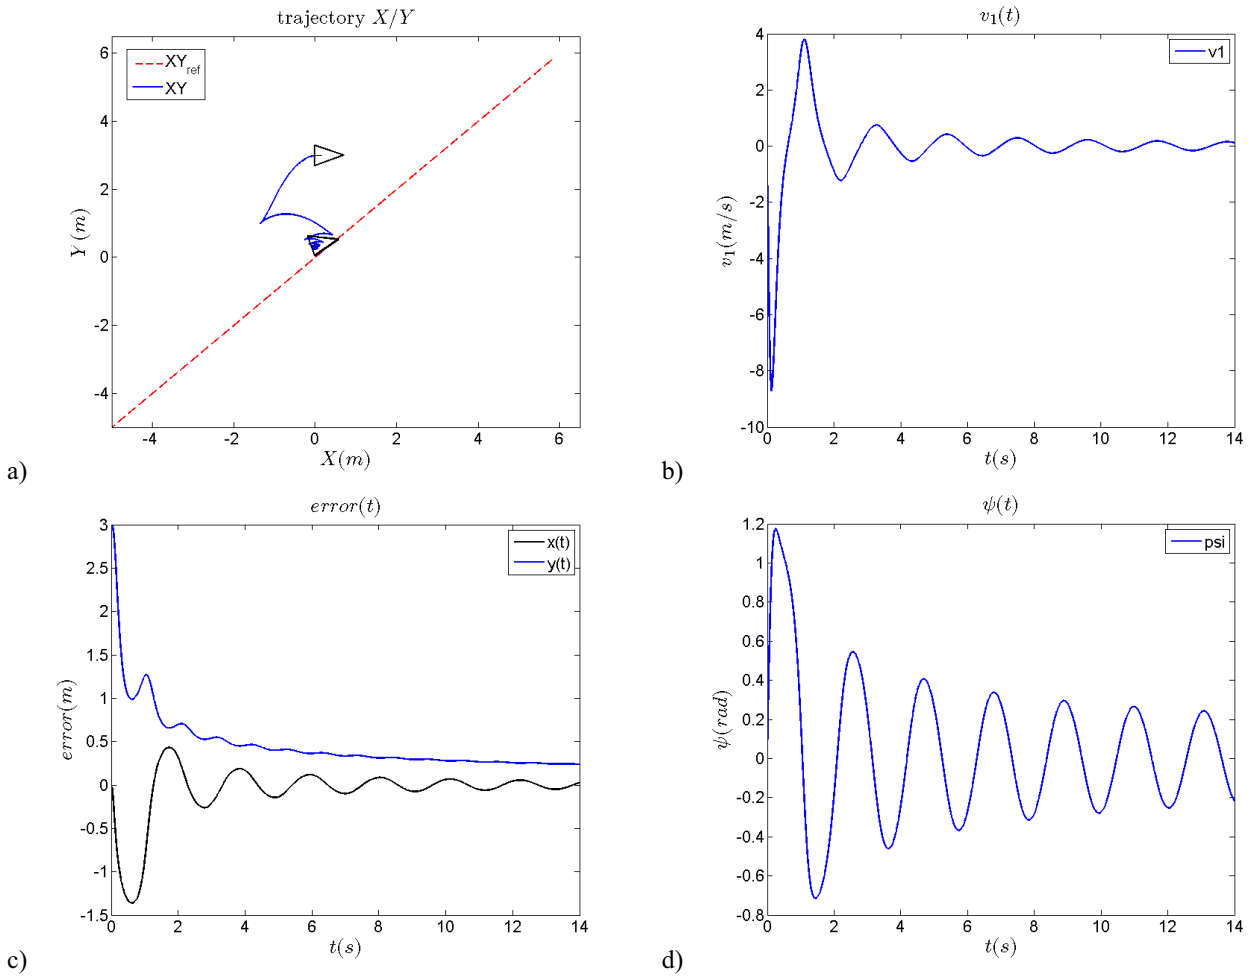 trajectory X/Y
XY_ref
XY
Y(m)
6
4
2
0
-2
-4
-4
-2
0
2
4
6
X(m)
a)
v_1(t)
v1
v_1(m/s)
4
2
0
-2
-4
-6
-8
-10
0
2
4
6
8
10
12
14
t(s)
b)
error(t)
x(t)
y(t)
error(m)
3
2.5
2
1.5
1
0.5
0
-0.5
-1
-1.5
0
2
4
6
8
10
12
14
t(s)
c)
ψ(t)
psi
ψ(rad)
1.2
1
0.8
0.6
0.4
0.2
0
-0.2
-0.4
-0.6
-0.8
0
2
4
6
8
10
12
14
t(s)
d)